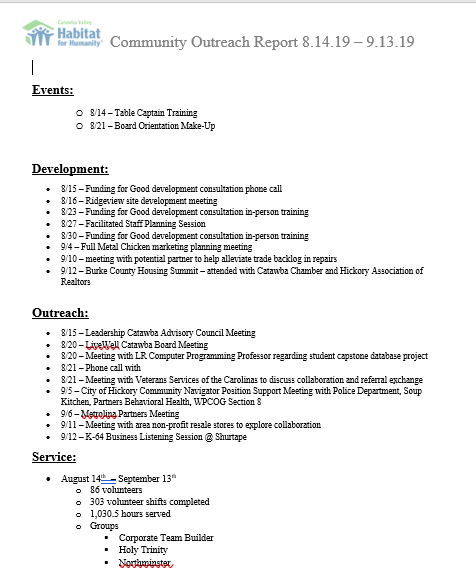 Catawba Valley
Habitat
for Humanity®
Community Outreach Report 8.14.19 – 9.13.19
Events:
o 8/14 – Table Captain Training
o 8/21 – Board Orientation Make-Up
Development:
• 8/15 – Funding for Good development consultation phone call
• 8/16 – Ridgeview site development meeting
• 8/23 – Funding for Good development consultation in-person training
• 8/27 – Facilitated Staff Planning Session
• 8/30 – Funding for Good development consultation in-person training
• 9/4 – Full Metal Chicken marketing planning meeting
• 9/10 – meeting with potential partner to help alleviate trade backlog in repairs
• 9/12 – Burke County Housing Summit – attended with Catawba Chamber and Hickory Association of
Realtors
Outreach:
• 8/15 – Leadership Catawba Advisory Council Meeting
• 8/20 – LiveWell Catawba Board Meeting
• 8/20 – Meeting with LR Computer Programming Professor regarding student capstone database project
• 8/21 – Phone call with
• 8/21 – Meeting with Veterans Services of the Carolinas to discuss collaboration and referral exchange
• 9/5 – City of Hickory Community Navigator Position Support Meeting with Police Department, Soup
Kitchen, Partners Behavioral Health, WPCOG Section 8
• 9/6 – Metrolina Partners Meeting
• 9/11 – Meeting with area non-profit resale stores to explore collaboration
• 9/12 – K-64 Business Listening Session @ Shurtape
Service:
• August 14th – September 13th
o 86 volunteers
o 303 volunteer shifts completed
o 1,030.5 hours served
o Groups
▪ Corporate Team Builder
▪ Holy Trinity
▪ Northminster